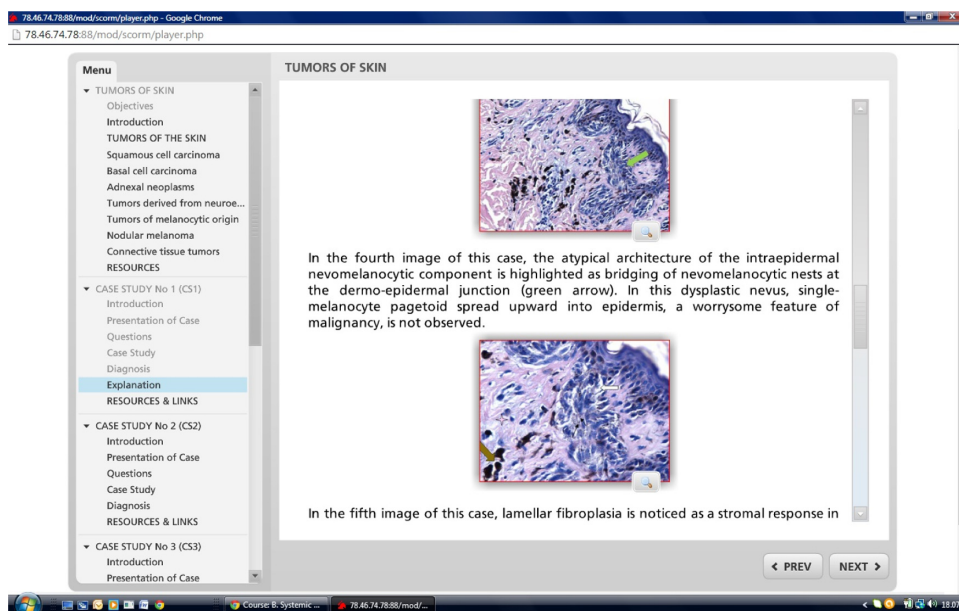 78.46.74.78:88/mod/scorm/player.php - Google Chrome
78.46.74.78:88/mod/scorm/player.php
Menu
TUMORS OF SKIN
Objectives
Introduction
TUMORS OF THE SKIN
Squamous cell carcinoma
Basal cell carcinoma
Adnexal neoplasms
Tumors derived from neuroe...
Tumors of melanocytic origin
Nodular melanoma
Connective tissue tumors
RESOURCES
CASE STUDY No 1 (CS1)
Introduction
Presentation of Case
Questions
Case Study
Diagnosis
Explanation
RESOURCES & LINKS
CASE STUDY No 2 (CS2)
Introduction
Presentation of Case
Questions
Case Study
Diagnosis
RESOURCES & LINKS
CASE STUDY No 3 (CS3)
Introduction
Presentation of Case
TUMORS OF SKIN
In the fourth image of this case, the atypical architecture of the intraepidermal
nevomelanocytic component is highlighted as bridging of nevomelanocytic nests at
the dermo-epidermal junction (green arrow). In this dysplastic nevus, single-
melanocyte pagetoid spread upward into epidermis, a worrysome feature of
malignancy, is not observed.
In the fifth image of this case, lamellar fibroplasia is noticed as a stromal response in
PREV
NEXT
Course: B. Systemic ...
78.46.74.78:88/mod/...
18.07